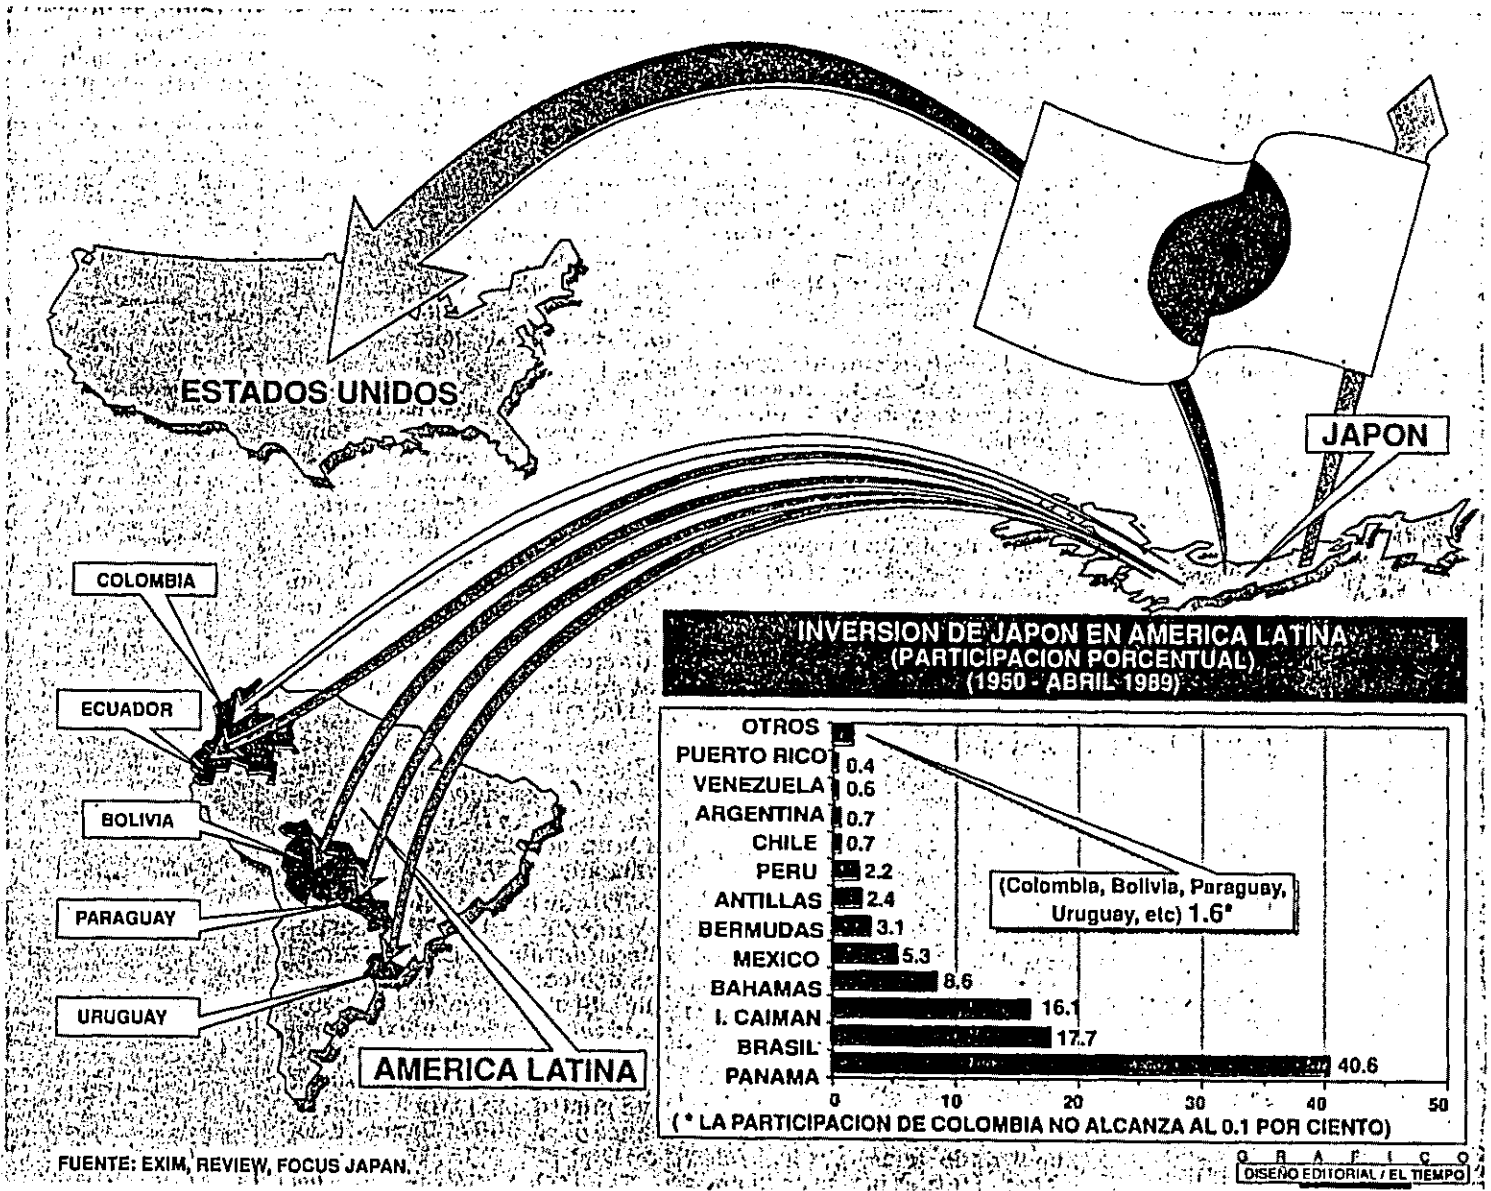 ESTADOS UNIDOS
JAPON
COLOMBIA
ECUADOR
BOLIVIA
PARAGUAY
URUGUAY
AMERICA LATINA
INVERSION DE JAPON EN AMERICA LATINA
(PARTICIPACION PORCENTUAL)
(1950 - ABRIL 1989)
OTROS
PUERTO RICO 0.4
VENEZUELA 0.6
ARGENTINA 0.7
CHILE 0.7
PERU 2.2
ANTILLAS 2.4
BERMUDAS 3.1
MEXICO 5.3
BAHAMAS 8.6
I. CAIMAN 16.1
BRASIL 17.7
PANAMA 40.6
(Colombia, Bolivia, Paraguay,
Uruguay, etc) 1.6*
0 10 20 30 40 50
(* LA PARTICIPACION DE COLOMBIA NO ALCANZA AL 0.1 POR CIENTO)
FUENTE: EXIM, REVIEW, FOCUS JAPAN.
GRAFICO
DISEÑO EDITORIAL / EL TIEMPO